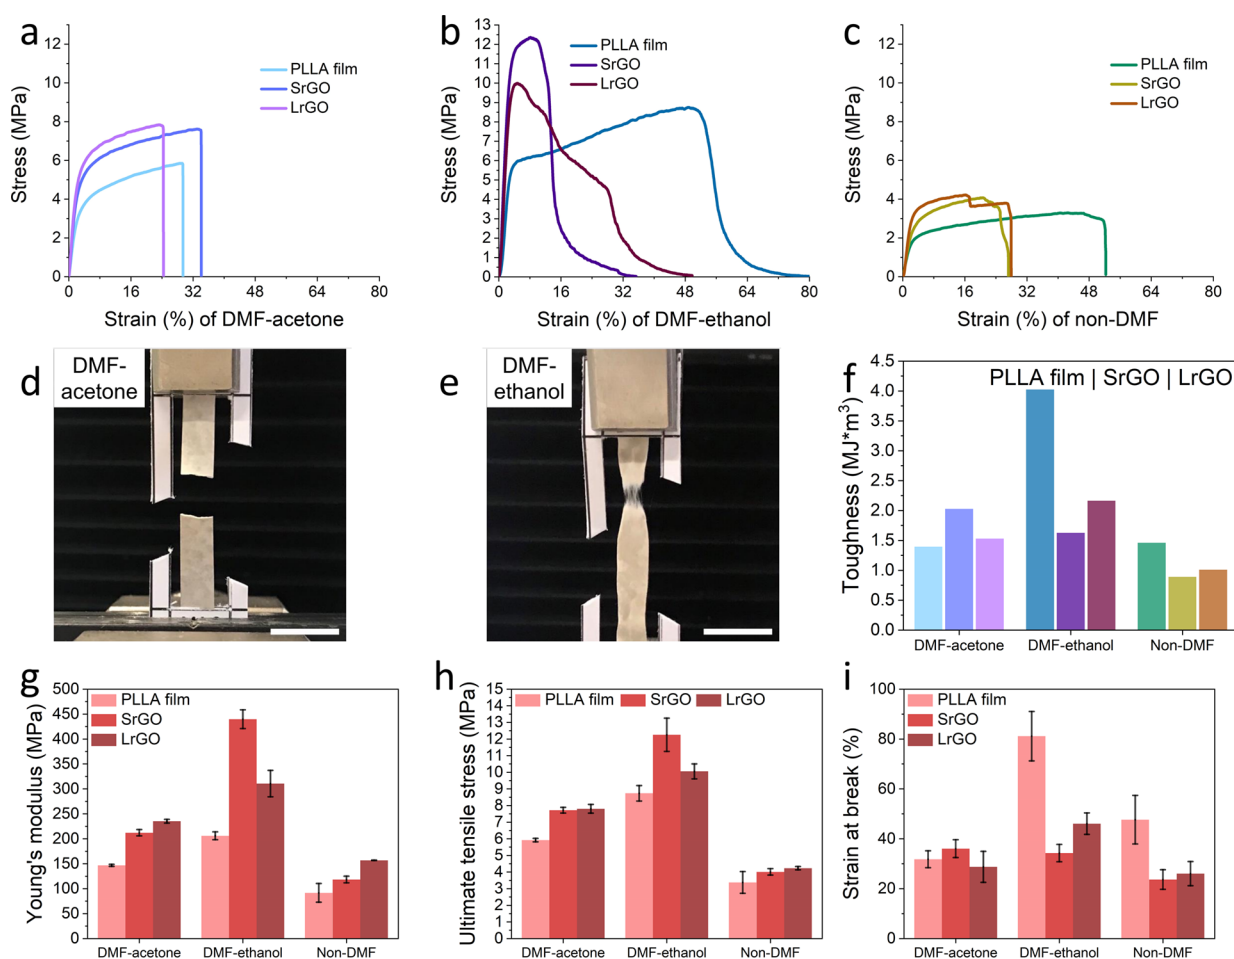 a
Stress (MPa)
12
10
8
6
4
2
0
PLLA film
SrGO
LrGO
0 16 32 48 64 80
Strain (%) of DMF-acetone
b
Stress (MPa)
13
12
11
10
9
8
7
6
5
4
3
2
1
0
PLLA film
SrGO
LrGO
0 16 32 48 64 80
Strain (%) of DMF-ethanol
c
Stress (MPa)
12
10
8
6
4
2
0
PLLA film
SrGO
LrGO
0 16 32 48 64 80
Strain (%) of non-DMF
d
DMF-
acetone
e
DMF-
ethanol
f
Toughness (MJ*m³)
4.5
4.0
3.5
3.0
2.5
2.0
1.5
1.0
0.5
0.0
PLLA film | SrGO | LrGO
DMF-acetone DMF-ethanol Non-DMF
g
Young's modulus (MPa)
500
450
400
350
300
250
200
150
100
50
0
PLLA film
SrGO
LrGO
DMF-acetone DMF-ethanol Non-DMF
h
Ultimate tensile stress (MPa)
15
14
13
12
11
10
9
8
7
6
5
4
3
2
1
0
PLLA film SrGO LrGO
DMF-acetone DMF-ethanol Non-DMF
i
Strain at break (%)
100
80
60
40
20
0
PLLA film
SrGO
LrGO
DMF-acetone DMF-ethanol Non-DMF